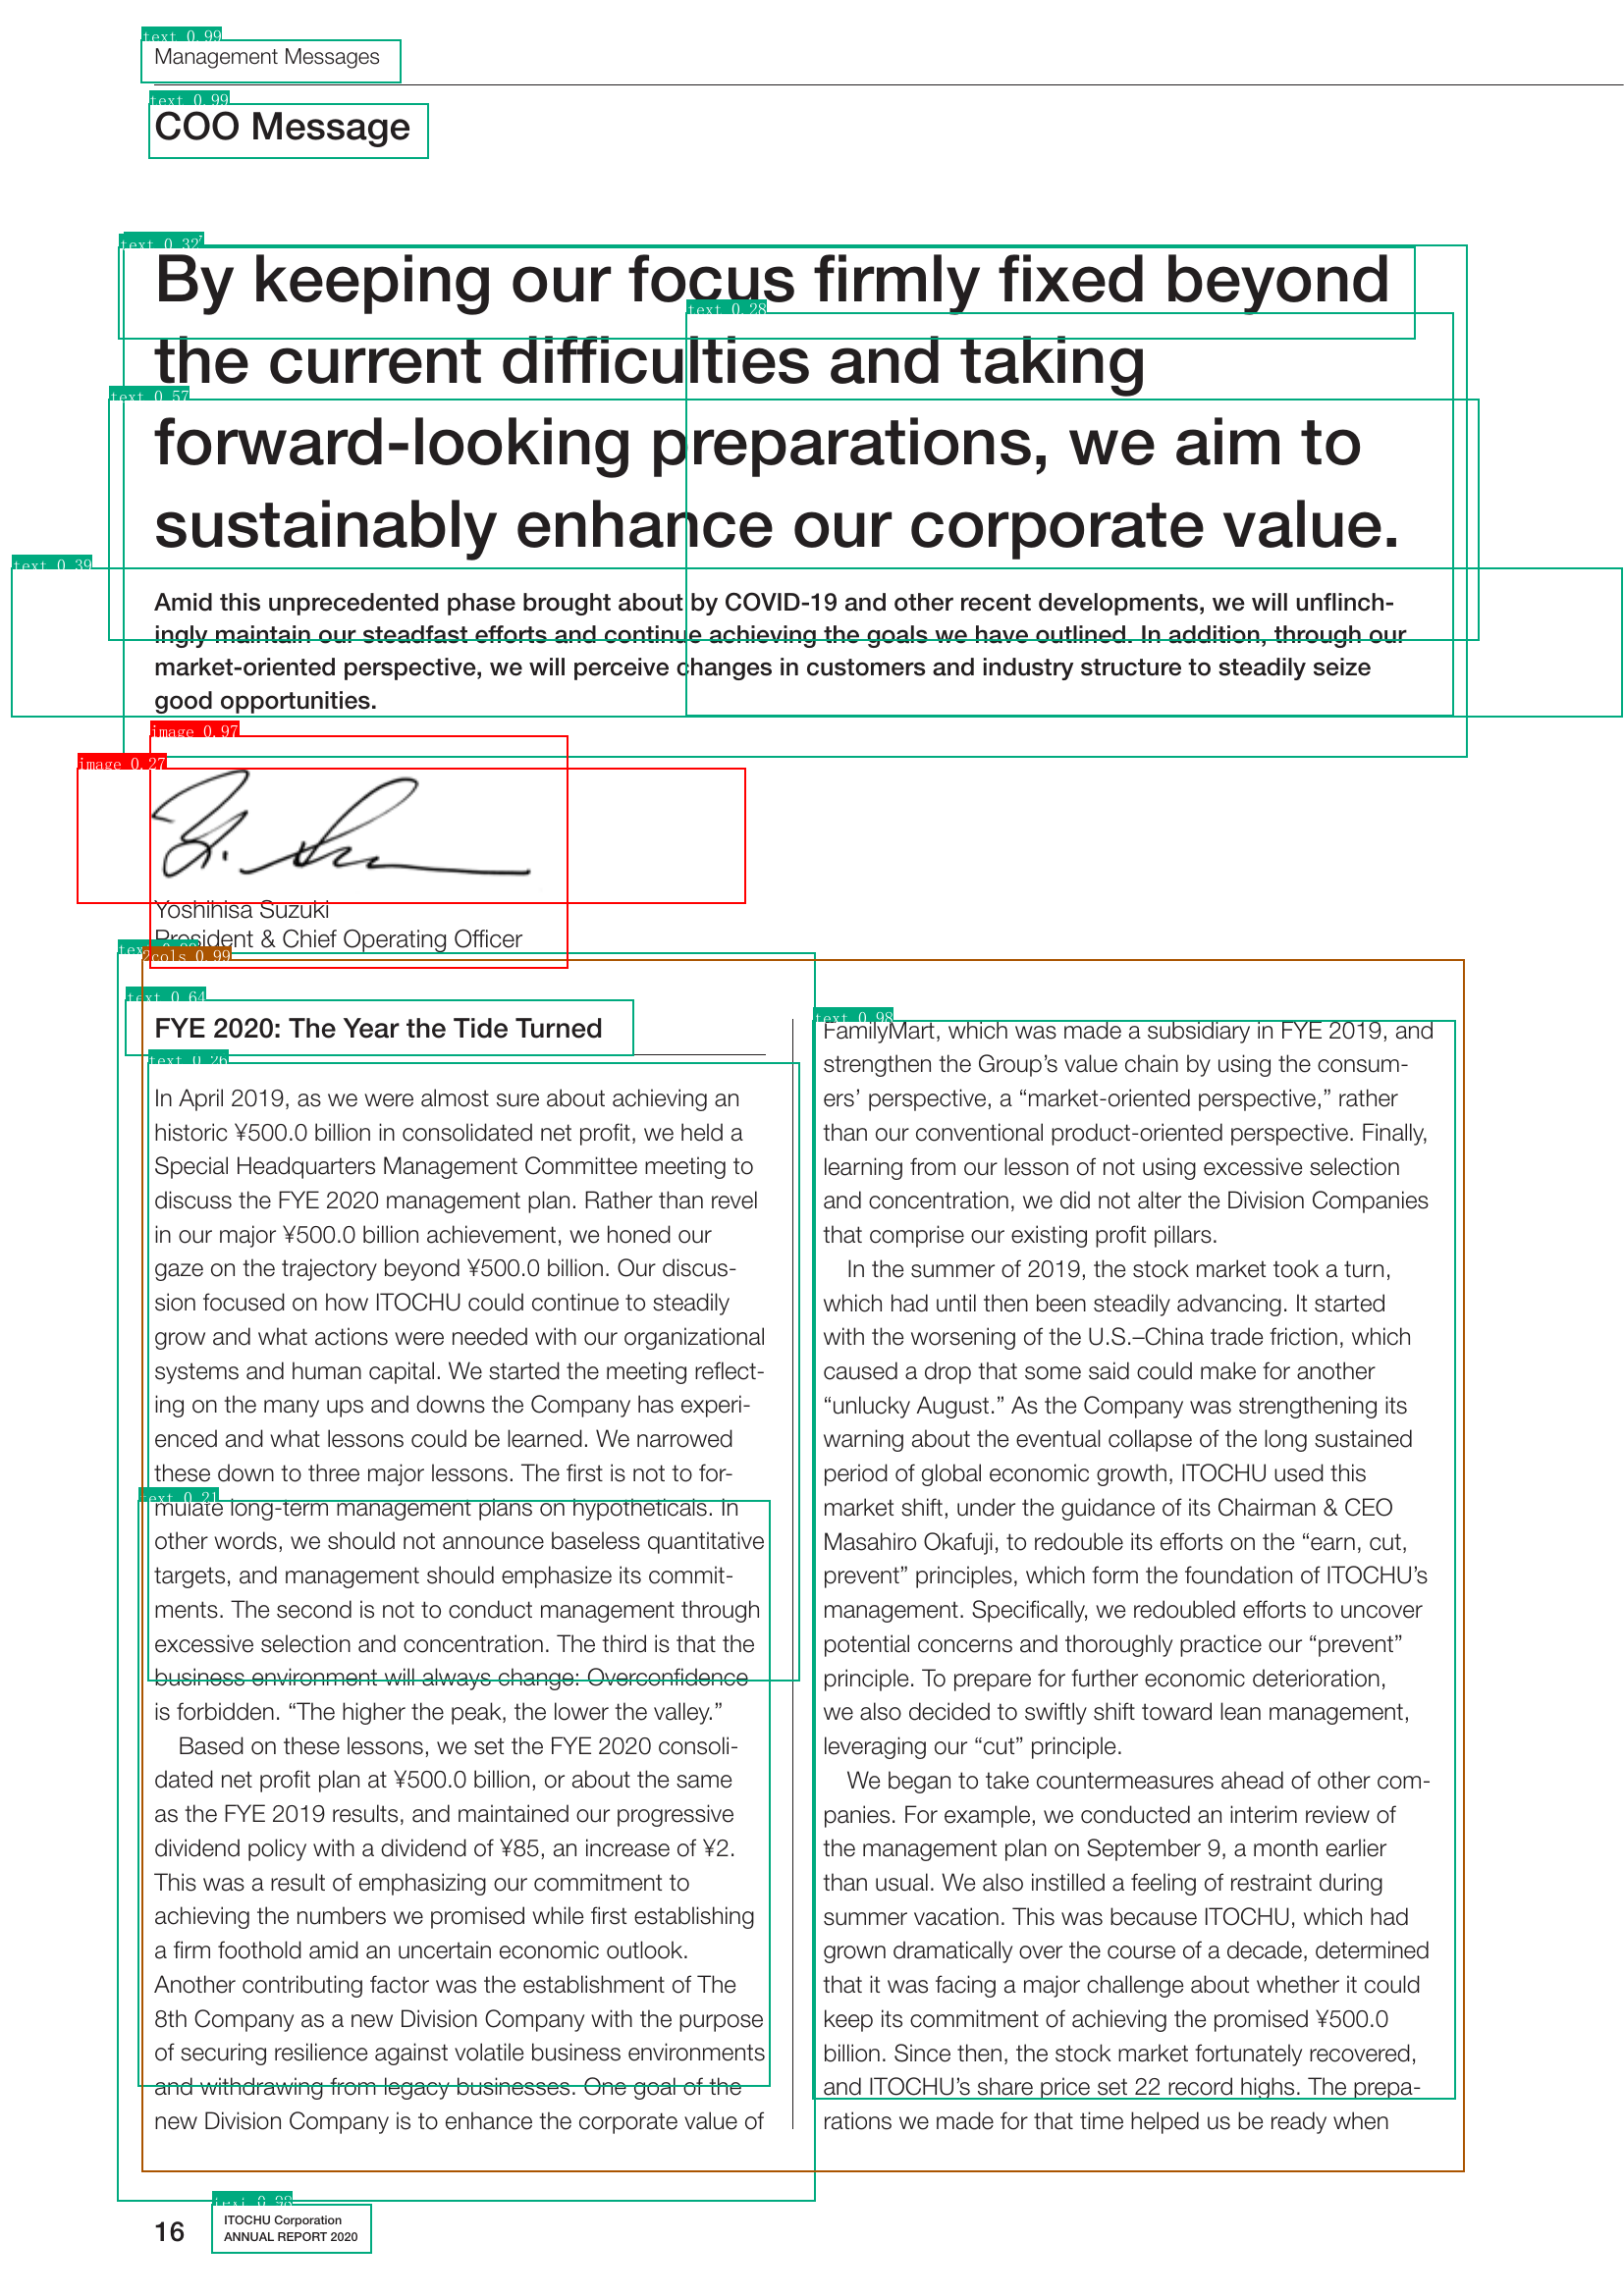 text 0.99
Management Messages
text 0.99
COO Message
text 0.32
By keeping our focus firmly fixed beyond
text 0.28
the current difficulties and taking
text 0.57
forward-looking preparations, we aim to
sustainably enhance our corporate value.
text 0.39
Amid this unprecedented phase brought about by COVID-19 and other recent developments, we will unflinch-
ingly maintain our steadfast efforts and continue achieving the goals we have outlined. In addition, through our
market-oriented perspective, we will perceive changes in customers and industry structure to steadily seize
good opportunities.
image 0.97
image 0.27
Yoshihisa Suzuki
President & Chief Operating Officer
2cols 0.99
text 0.64
FYE 2020: The Year the Tide Turned
text 0.26
In April 2019, as we were almost sure about achieving an
historic ¥500.0 billion in consolidated net profit, we held a
Special Headquarters Management Committee meeting to
discuss the FYE 2020 management plan. Rather than revel
in our major ¥500.0 billion achievement, we honed our
gaze on the trajectory beyond ¥500.0 billion. Our discus-
sion focused on how ITOCHU could continue to steadily
grow and what actions were needed with our organizational
systems and human capital. We started the meeting reflect-
ing on the many ups and downs the Company has experi-
enced and what lessons could be learned. We narrowed
these down to three major lessons. The first is not to for-
text 0.21
mulate long-term management plans on hypotheticals. In
other words, we should not announce baseless quantitative
targets, and management should emphasize its commit-
ments. The second is not to conduct management through
excessive selection and concentration. The third is that the
business environment will always change: Overconfidence
is forbidden. “The higher the peak, the lower the valley.”
Based on these lessons, we set the FYE 2020 consoli-
dated net profit plan at ¥500.0 billion, or about the same
as the FYE 2019 results, and maintained our progressive
dividend policy with a dividend of ¥85, an increase of ¥2.
This was a result of emphasizing our commitment to
achieving the numbers we promised while first establishing
a firm foothold amid an uncertain economic outlook.
Another contributing factor was the establishment of The
8th Company as a new Division Company with the purpose
of securing resilience against volatile business environments
and withdrawing from legacy businesses. One goal of the
new Division Company is to enhance the corporate value of
text 0.98
FamilyMart, which was made a subsidiary in FYE 2019, and
strengthen the Group’s value chain by using the consum-
ers’ perspective, a “market-oriented perspective,” rather
than our conventional product-oriented perspective. Finally,
learning from our lesson of not using excessive selection
and concentration, we did not alter the Division Companies
that comprise our existing profit pillars.
In the summer of 2019, the stock market took a turn,
which had until then been steadily advancing. It started
with the worsening of the U.S.–China trade friction, which
caused a drop that some said could make for another
“unlucky August.” As the Company was strengthening its
warning about the eventual collapse of the long sustained
period of global economic growth, ITOCHU used this
market shift, under the guidance of its Chairman & CEO
Masahiro Okafuji, to redouble its efforts on the “earn, cut,
prevent” principles, which form the foundation of ITOCHU’s
management. Specifically, we redoubled efforts to uncover
potential concerns and thoroughly practice our “prevent”
principle. To prepare for further economic deterioration,
we also decided to swiftly shift toward lean management,
leveraging our “cut” principle.
We began to take countermeasures ahead of other com-
panies. For example, we conducted an interim review of
the management plan on September 9, a month earlier
than usual. We also instilled a feeling of restraint during
summer vacation. This was because ITOCHU, which had
grown dramatically over the course of a decade, determined
that it was facing a major challenge about whether it could
keep its commitment of achieving the promised ¥500.0
billion. Since then, the stock market fortunately recovered,
and ITOCHU’s share price set 22 record highs. The prepa-
rations we made for that time helped us be ready when
16
text 0.98
ITOCHU Corporation
ANNUAL REPORT 2020